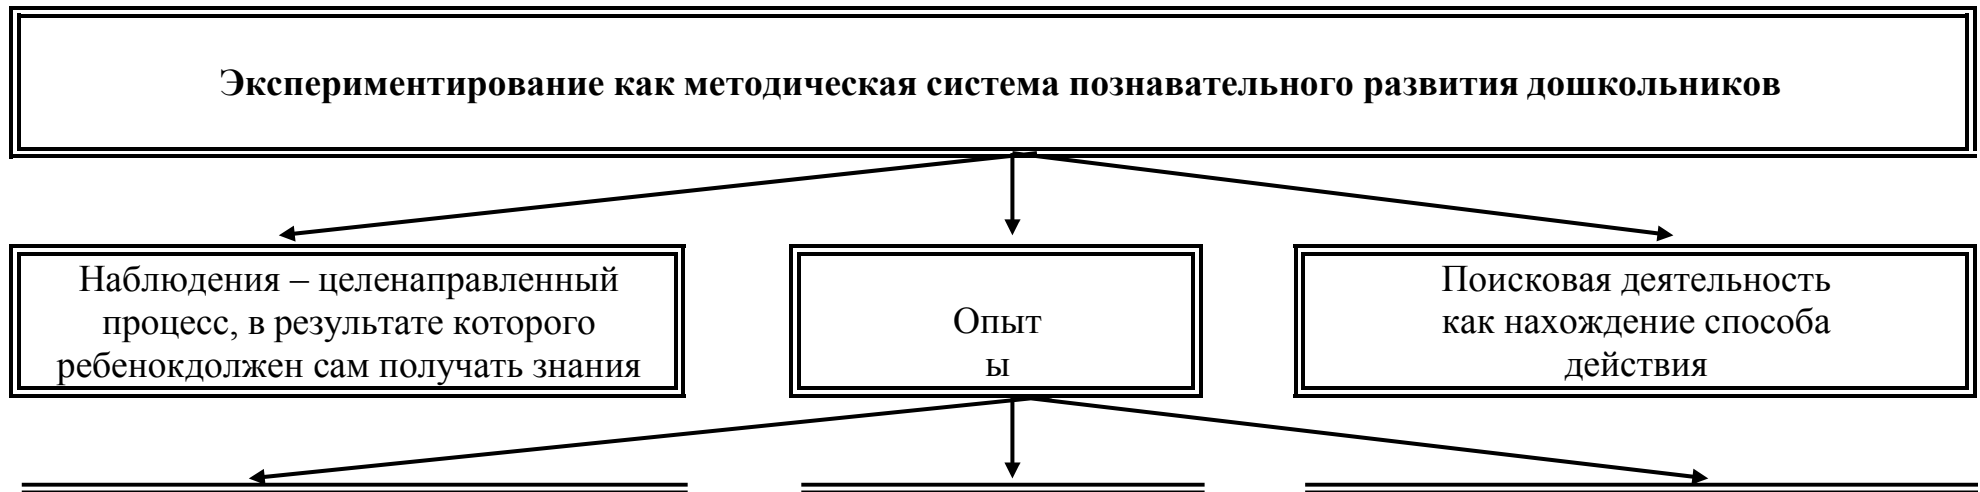 Экспериментирование как методическая система познавательного развития дошкольников
Наблюдения – целенаправленный
процесс, в результате которого
ребенокдолжен сам получать знания
Опыт
ы
Поисковая деятельность
как нахождение способа
действия